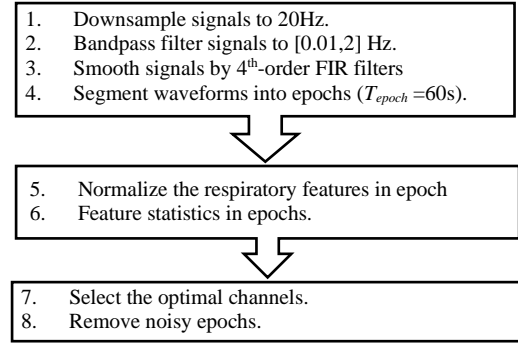 1. Downsample signals to 20Hz.
2. Bandpass filter signals to [0.01,2] Hz.
3. Smooth signals by 4th-order FIR filters
4. Segment waveforms into epochs (Tepoch =60s).
5. Normalize the respiratory features in epoch
6. Feature statistics in epochs.
7. Select the optimal channels.
8. Remove noisy epochs.